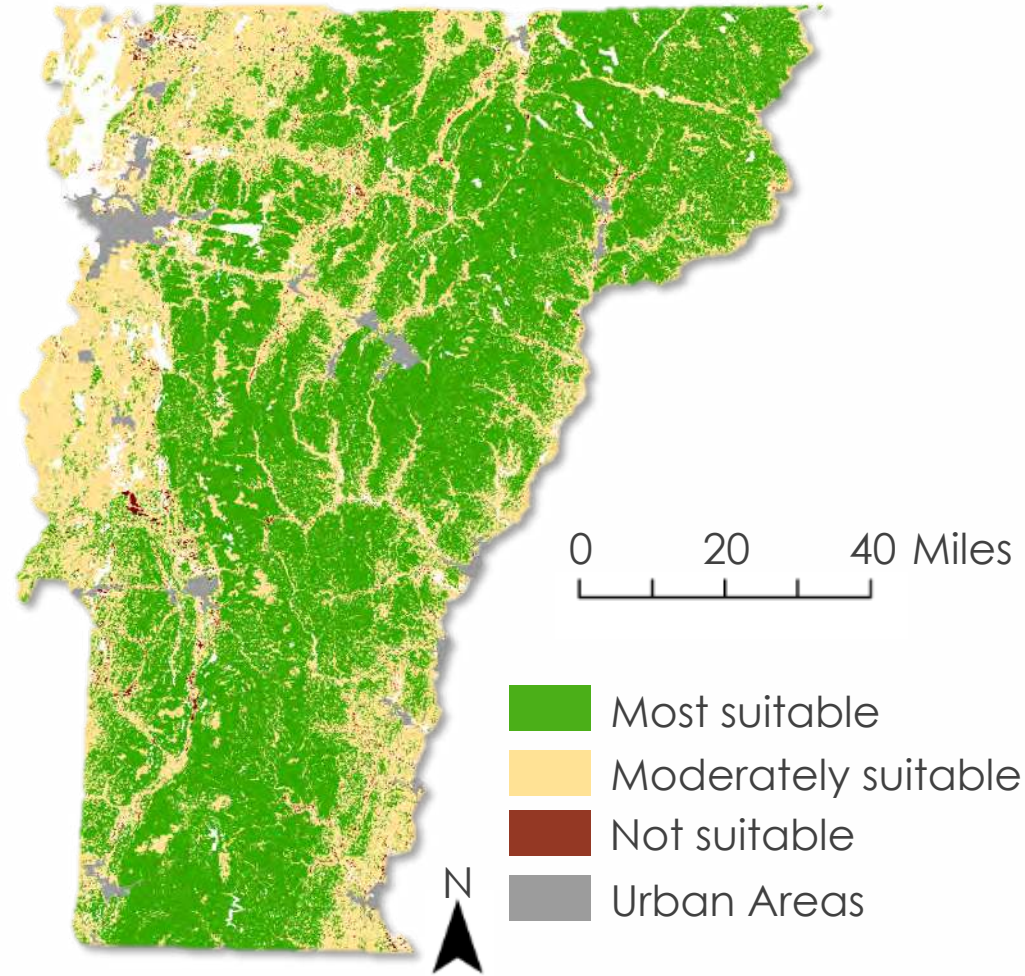 0 20 40 Miles
Most suitable
Moderately suitable
Not suitable
N
Urban Areas